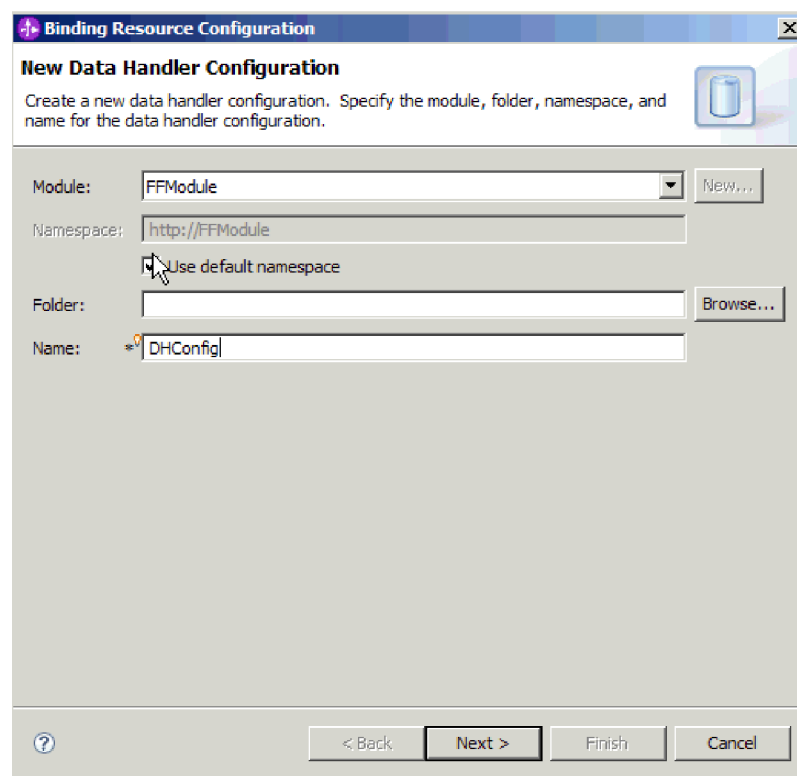 Binding Resource Configuration
New Data Handler Configuration
Create a new data handler configuration. Specify the module, folder, namespace, and
name for the data handler configuration.
Module: FFModule New...
Namespace: http://FFModule
Use default namespace
Folder: Browse...
Name: * DHConfig
? < Back Next > Finish Cancel